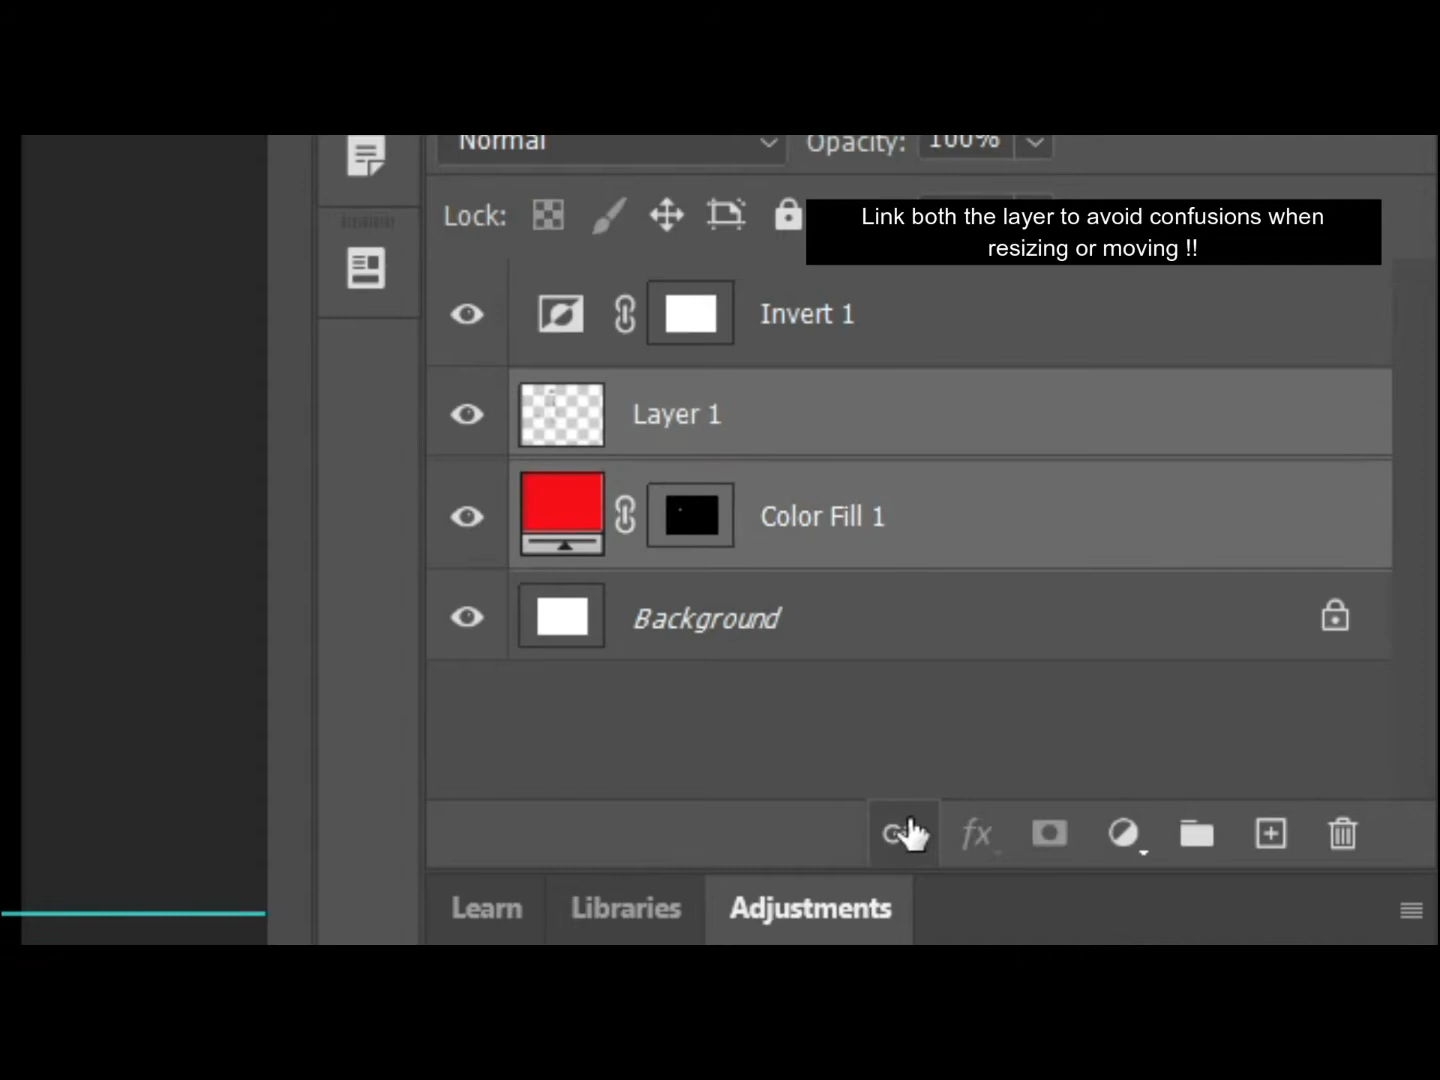 Normal Opacity: 100%
Lock:
Link both the layer to avoid confusions when
resizing or moving !!
Invert 1
Layer 1
Color Fill 1
Background
fx
Learn Libraries Adjustments